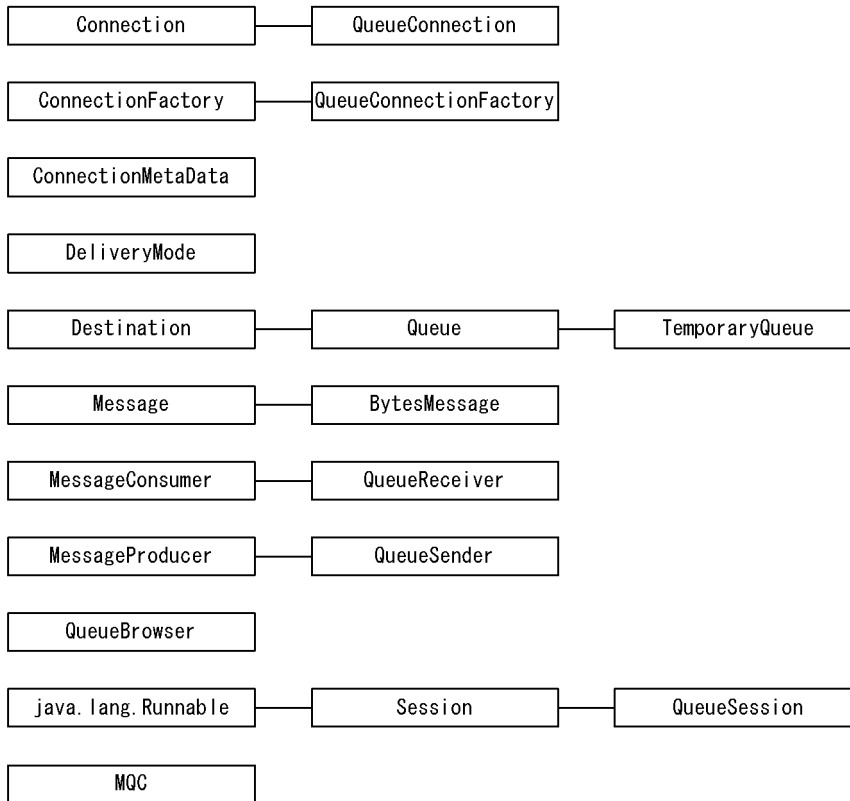 Connection QueueConnection
ConnectionFactory QueueConnectionFactory
ConnectionMetaData
DeliveryMode
Destination Queue TemporaryQueue
Message BytesMessage
MessageConsumer QueueReceiver
MessageProducer QueueSender
QueueBrowser
java.lang.Runnable Session QueueSession
MQC